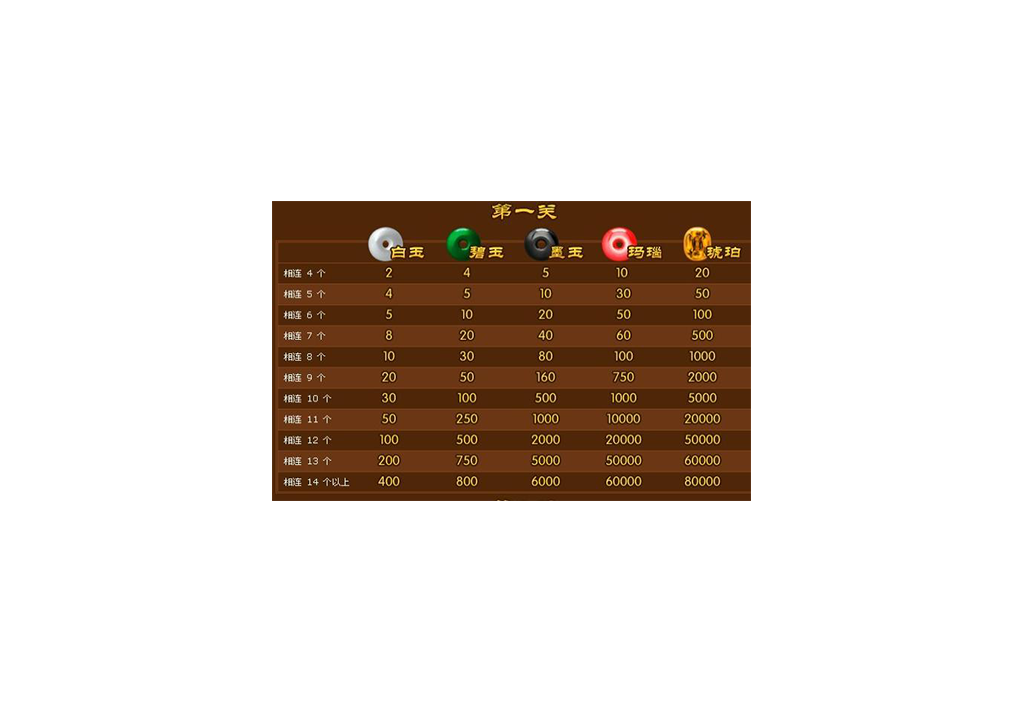 第一关
白玉 碧玉 墨玉 玛瑙 琥珀
相连 4 个 2 4 5 10 20
相连 5 个 4 5 10 30 50
相连 6 个 5 10 20 50 100
相连 7 个 8 20 40 60 500
相连 8 个 10 30 80 100 1000
相连 9 个 20 50 160 750 2000
相连 10 个 30 100 500 1000 5000
相连 11 个 50 250 1000 10000 20000
相连 12 个 100 500 2000 20000 50000
相连 13 个 200 750 5000 50000 60000
相连 14 个以上 400 800 6000 60000 80000